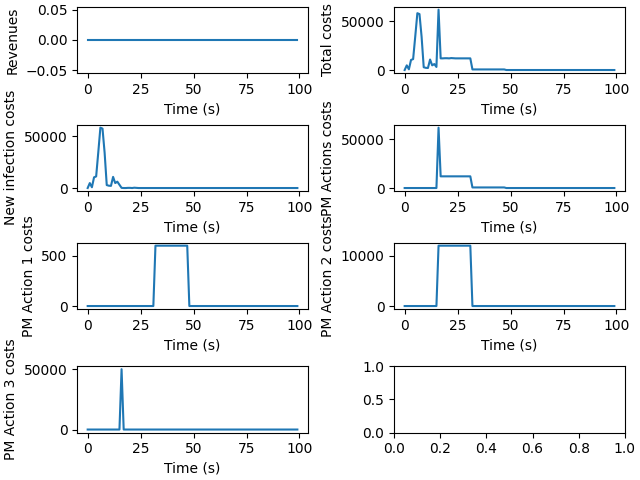 Revenues
0.05
0.00
−0.05
0 25 50 75 100
Time (s)
Total costs
50000
0
0 25 50 75 100
Time (s)
New infection costs
50000
0
0 25 50 75 100
Time (s)
PM Actions costs
50000
0
0 25 50 75 100
Time (s)
PM Action 1 costs
500
0
0 25 50 75 100
Time (s)
PM Action 2 costs
10000
0
0 25 50 75 100
Time (s)
PM Action 3 costs
50000
0
0 25 50 75 100
Time (s)
1.0
0.5
0.0
0.0 0.2 0.4 0.6 0.8 1.0